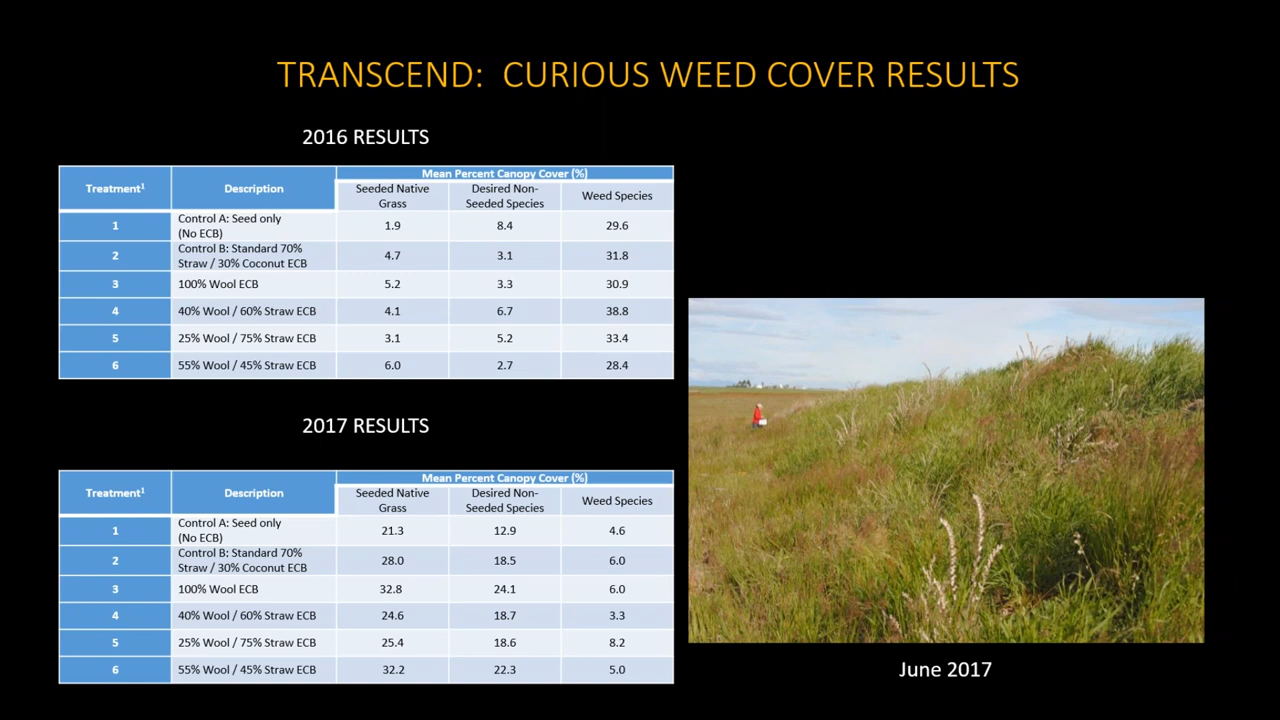 TRANSCEND: CURIOUS WEED COVER RESULTS
2016 RESULTS
Mean Percent Canopy Cover (%)
Treatment¹ Description Seeded Native Grass Desired Non-Seeded Species Weed Species
1 Control A: Seed only (No ECB) 1.9 8.4 29.6
2 Control B: Standard 70% Straw / 30% Coconut ECB 4.7 3.1 31.8
3 100% Wool ECB 5.2 3.3 30.9
4 40% Wool / 60% Straw ECB 4.1 6.7 38.8
5 25% Wool / 75% Straw ECB 3.1 5.2 33.4
6 55% Wool / 45% Straw ECB 6.0 2.7 28.4
2017 RESULTS
Mean Percent Canopy Cover (%)
Treatment¹ Description Seeded Native Grass Desired Non-Seeded Species Weed Species
1 Control A: Seed only (No ECB) 21.3 12.9 4.6
2 Control B: Standard 70% Straw / 30% Coconut ECB 28.0 18.5 6.0
3 100% Wool ECB 32.8 24.1 6.0
4 40% Wool / 60% Straw ECB 24.6 18.7 3.3
5 25% Wool / 75% Straw ECB 25.4 18.6 8.2
6 55% Wool / 45% Straw ECB 32.2 22.3 5.0
June 2017